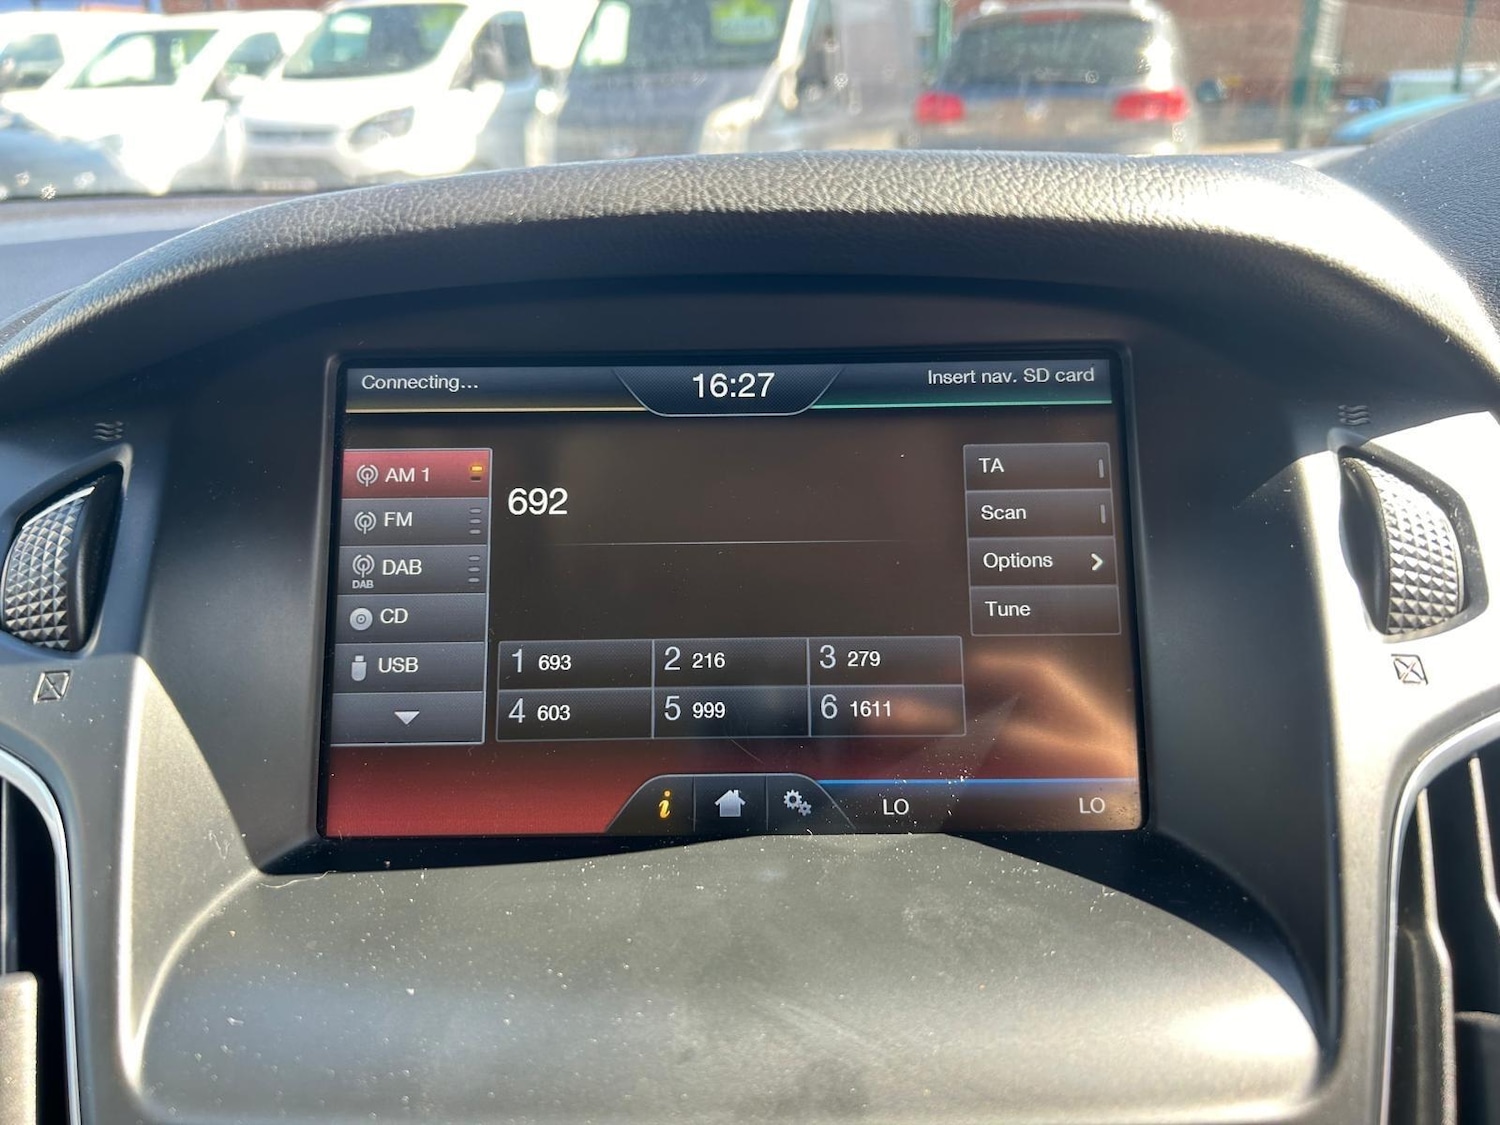 Connecting...
16:27
Insert nav. SD card
AM 1
692
TA
FM
Scan
DAB
DAB
Options
CD
Tune
USB
1 693
2 216
3 279
4 603
5 999
6 1611
i
LO
LO